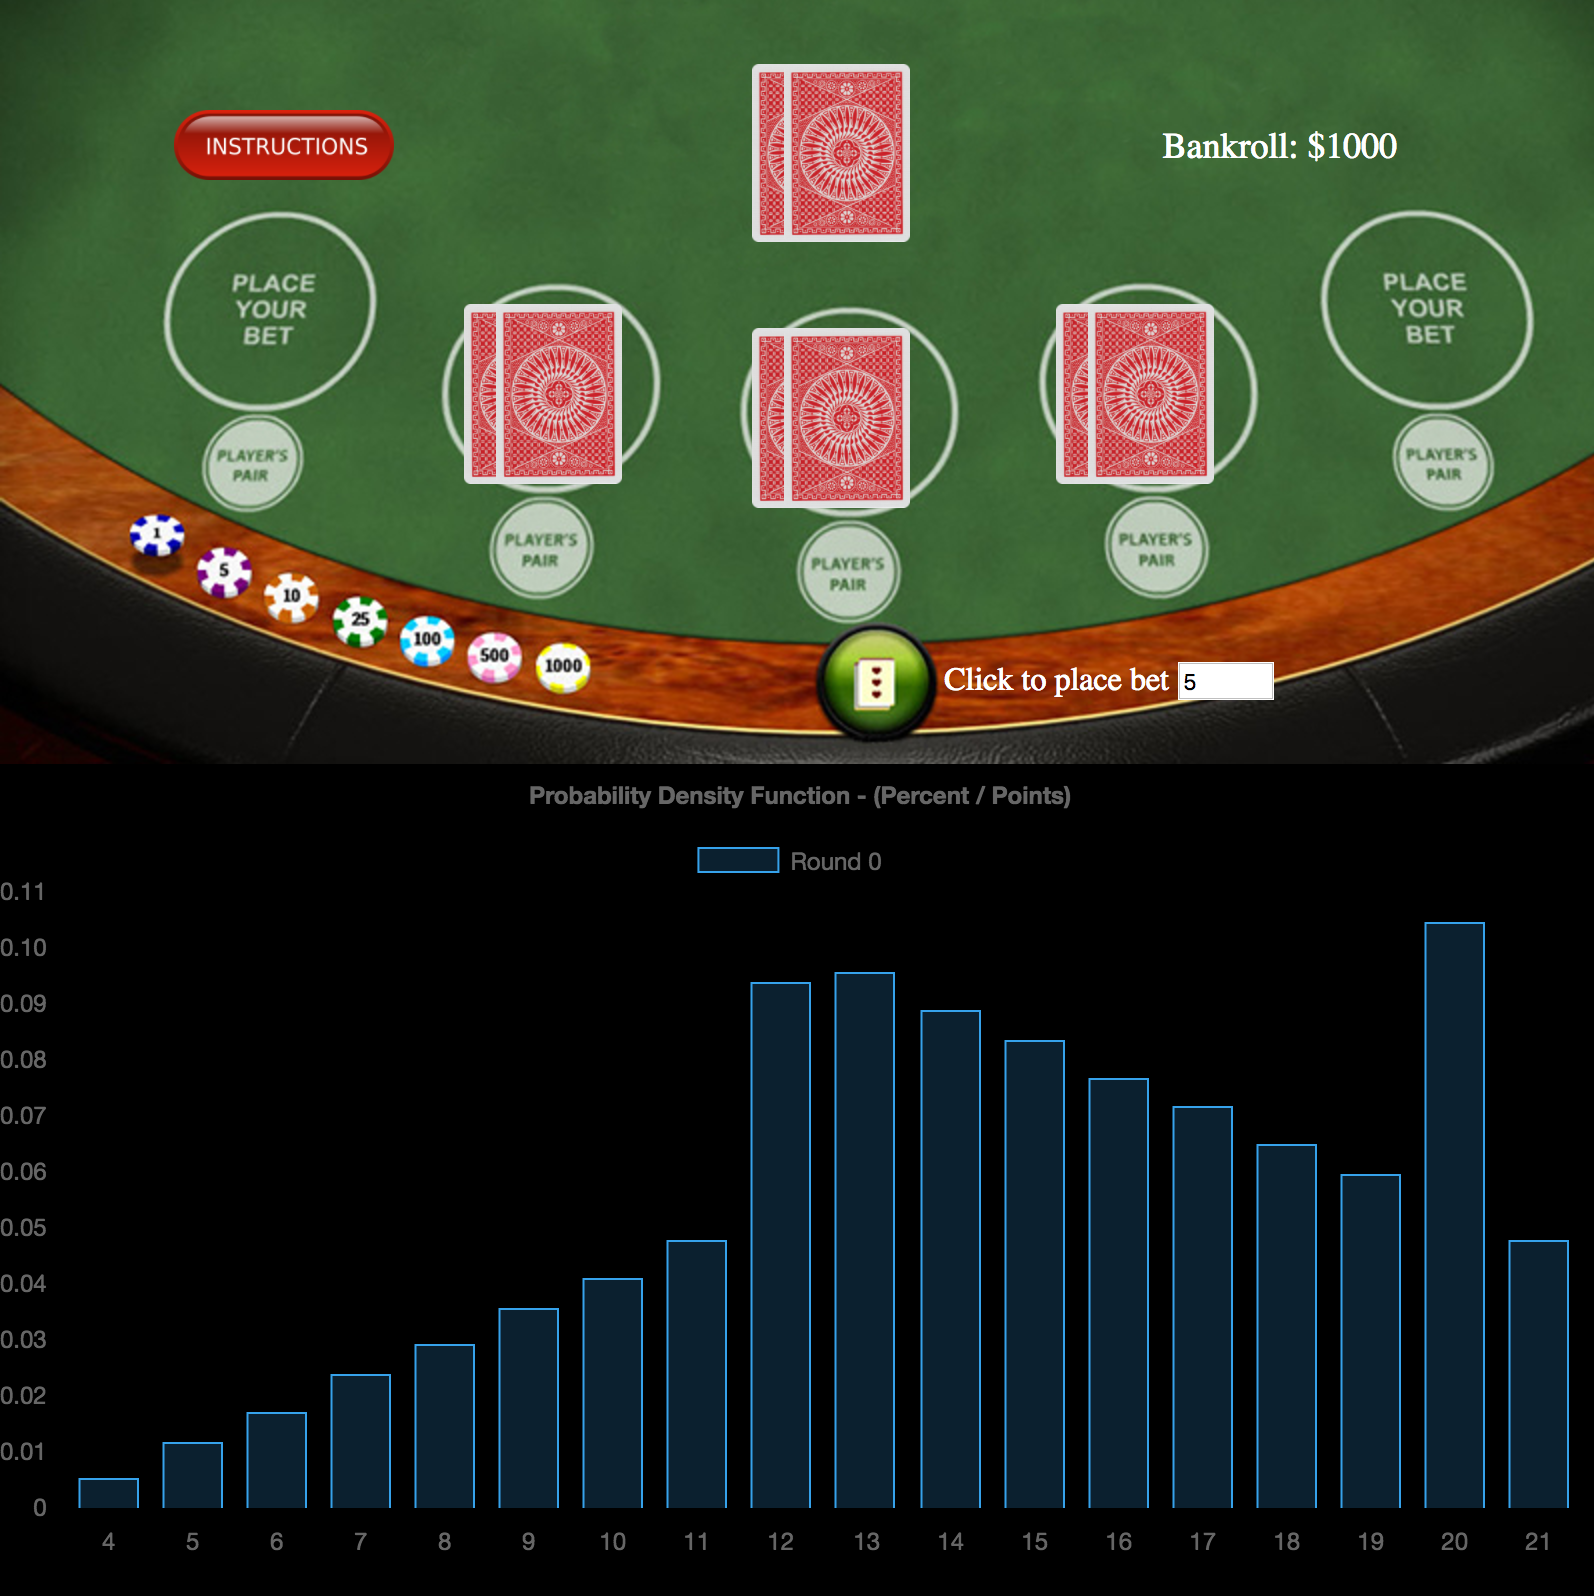 INSTRUCTIONS
Bankroll: $1000
PLACE
YOUR
BET
PLACE
YOUR
BET
PLAYER'S
PAIR
PLAYER'S
PAIR
PLAYER'S
PAIR
PLAYER'S
PAIR
PLAYER'S
PAIR
1
5
10
25
100
500
1000
Click to place bet 5
Probability Density Function - (Percent / Points)
Round 0
0.11
0.10
0.09
0.08
0.07
0.06
0.05
0.04
0.03
0.02
0.01
0
4 5 6 7 8 9 10 11 12 13 14 15 16 17 18 19 20 21